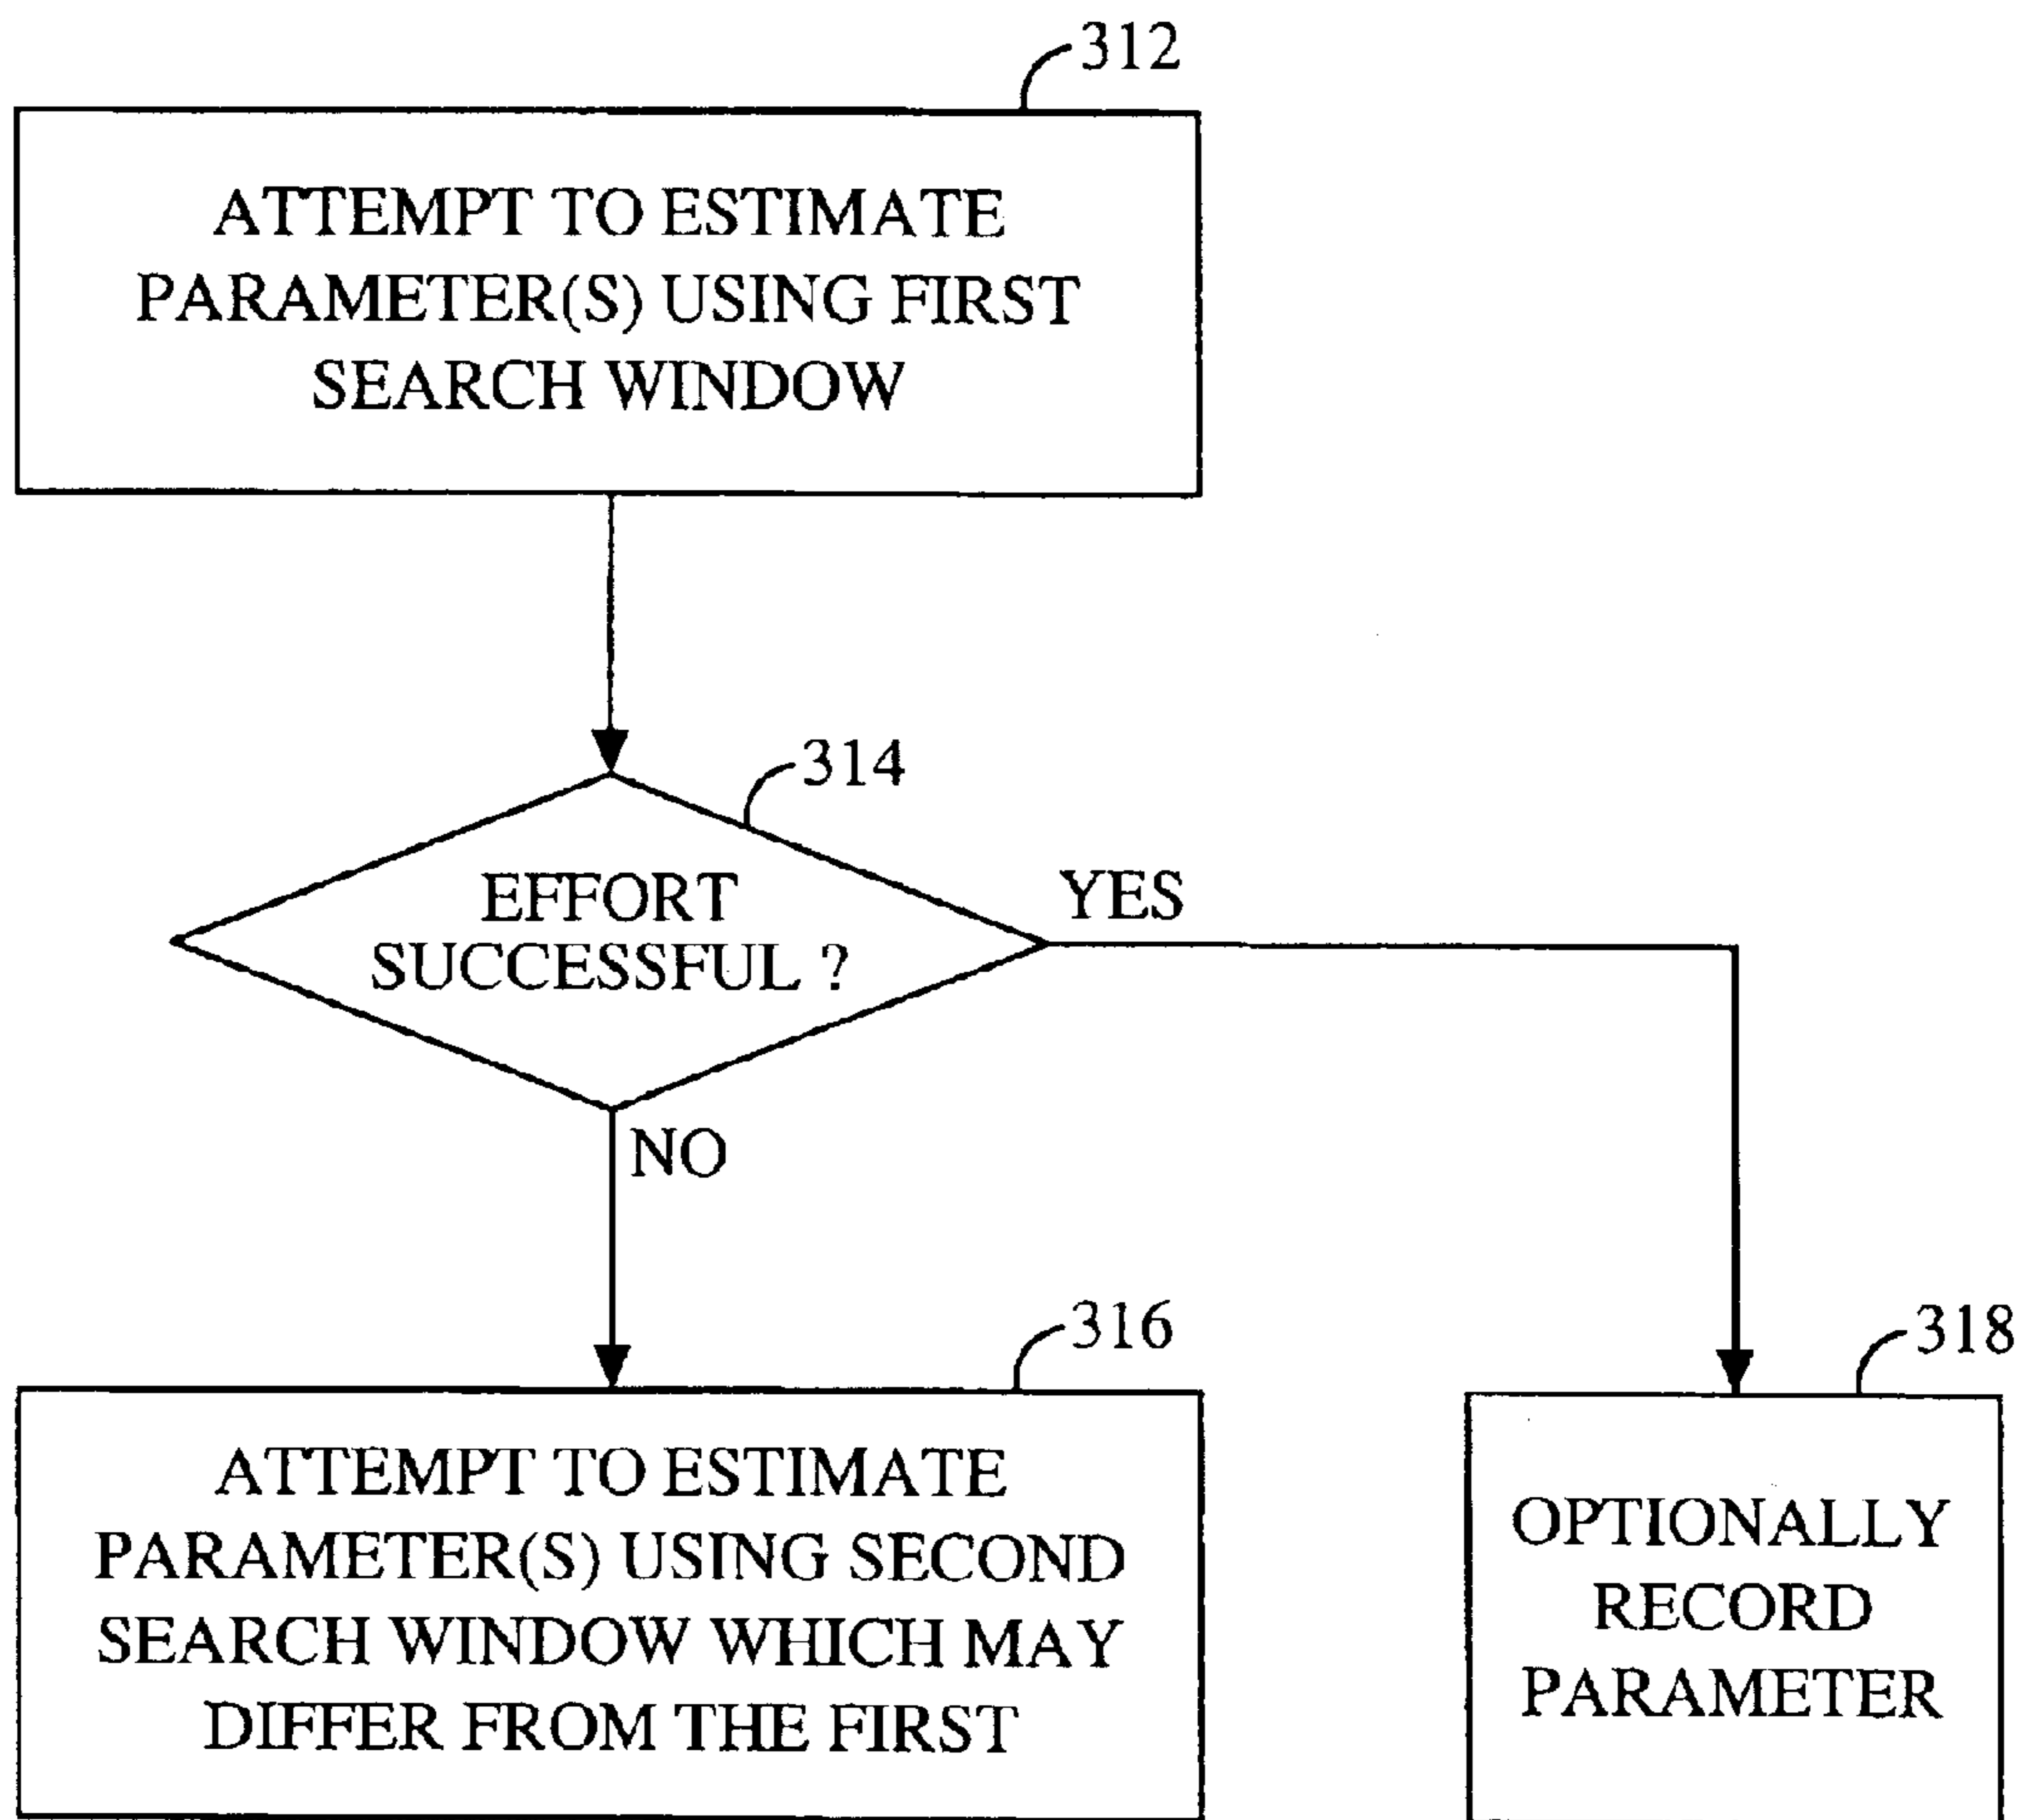 312
ATTEMPT TO ESTIMATE
PARAMETER(S) USING FIRST
SEARCH WINDOW
314
EFFORT
SUCCESSFUL ?
YES
NO
316
ATTEMPT TO ESTIMATE
PARAMETER(S) USING SECOND
SEARCH WINDOW WHICH MAY
DIFFER FROM THE FIRST
318
OPTIONALLY
RECORD
PARAMETER